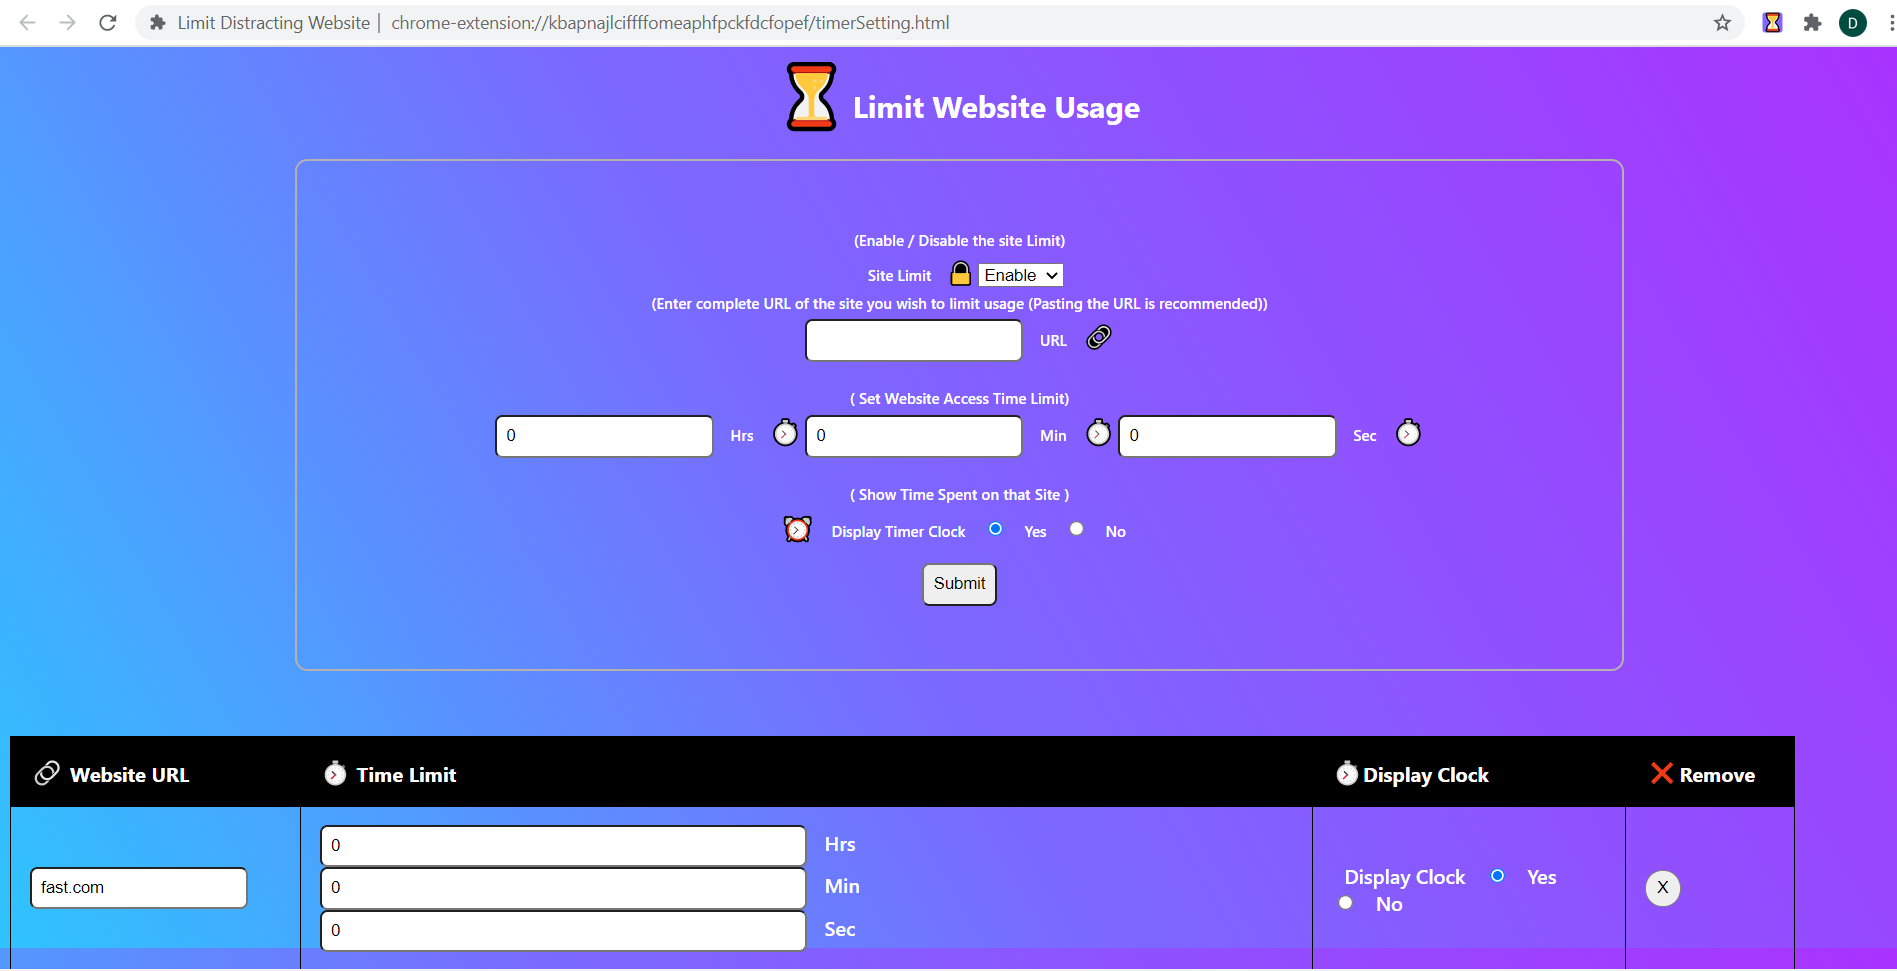 Limit Distracting Website | chrome-extension://kbapnajlciffffomeaphfpckfdcfopef/timerSetting.html
D
Limit Website Usage
(Enable / Disable the site Limit)
Site Limit Enable
(Enter complete URL of the site you wish to limit usage (Pasting the URL is recommended))
URL
( Set Website Access Time Limit)
0 Hrs 0 Min 0 Sec
( Show Time Spent on that Site )
Display Timer Clock Yes No
Submit
Website URL Time Limit Display Clock Remove
0 Hrs
fast.com 0 Min Display Clock Yes X
No
0 Sec